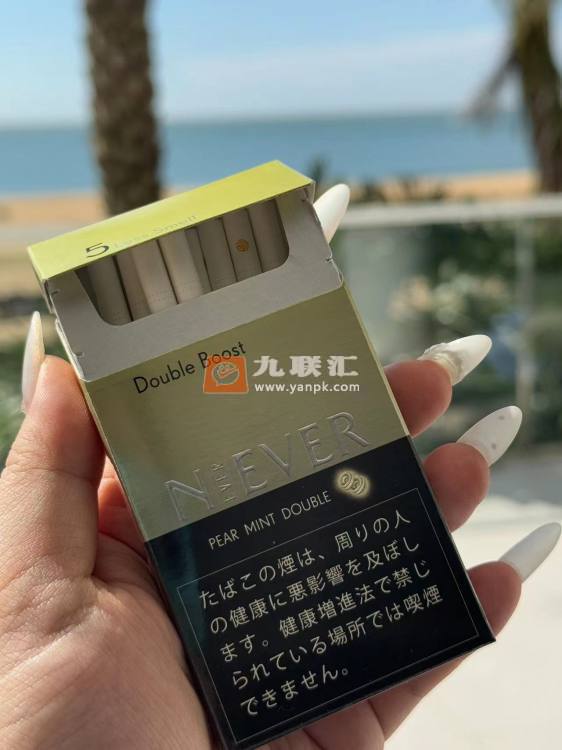 5 Less Smell
Double Boost
九联汇
www.yanpk.com
NEVER
EVER
PEAR MINT DOUBLE
たばこの煙は、周りの人
の健康に悪影響を及ぼし
ます。健康増進法で禁じ
られている場所では喫煙
できません。